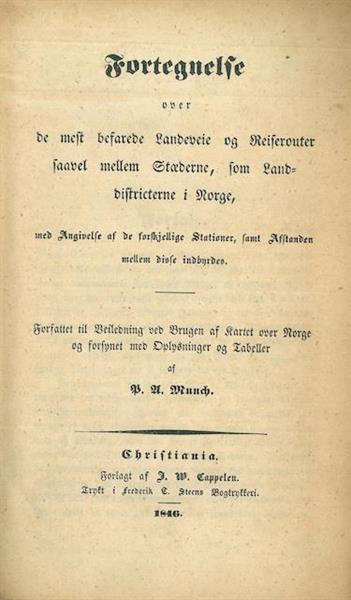 Fortegnelse
over
de mest befarede Landeveie og Reiserouter
saavel mellem Stæderne, som Land=
districterne i Norge,
med Angivelse af de forskjellige Stationer, samt Afstanden
mellem disse indbyrdes.
Forfattet til Veiledning ved Brugen af Kartet over Norge
og forsynet med Oplysninger og Tabeller
af
P. A. Munch.
Christiania.
Forlagt af J. W. Cappelen.
Trykt i Frederik T. Steens Bogtrykkeri.
1846.